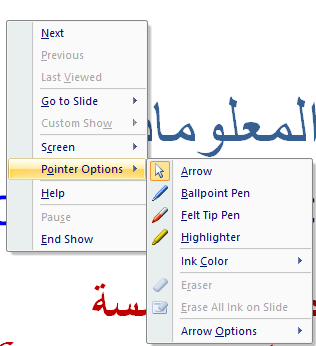 Next
Previous
Last Viewed
Go to Slide
Custom Show
Screen
Pointer Options
Help
Pause
End Show
Arrow
Ballpoint Pen
Felt Tip Pen
Highlighter
Ink Color
Eraser
Erase All Ink on Slide
Arrow Options